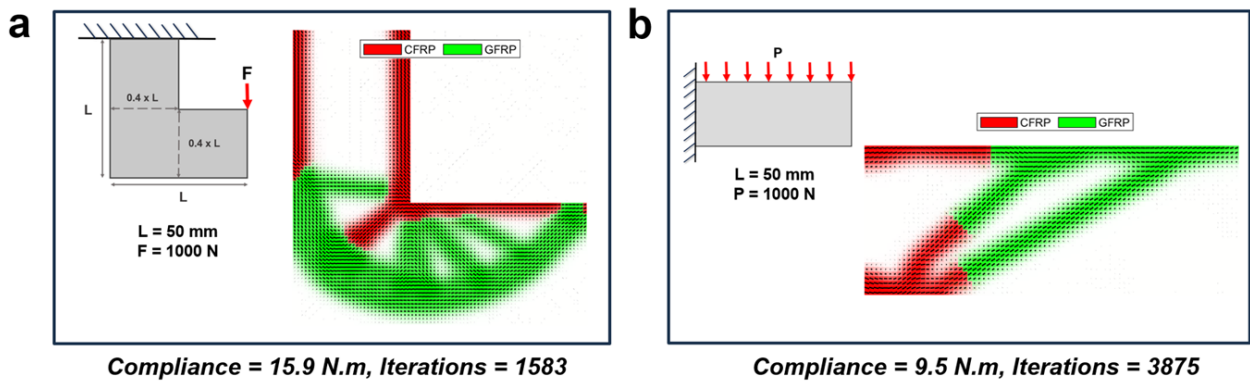 a
F
0.4 x L
L
0.4 x L
L
L = 50 mm
F = 1000 N
CFRP GFRP
Compliance = 15.9 N.m, Iterations = 1583
b
P
L = 50 mm
P = 1000 N
CFRP GFRP
Compliance = 9.5 N.m, Iterations = 3875